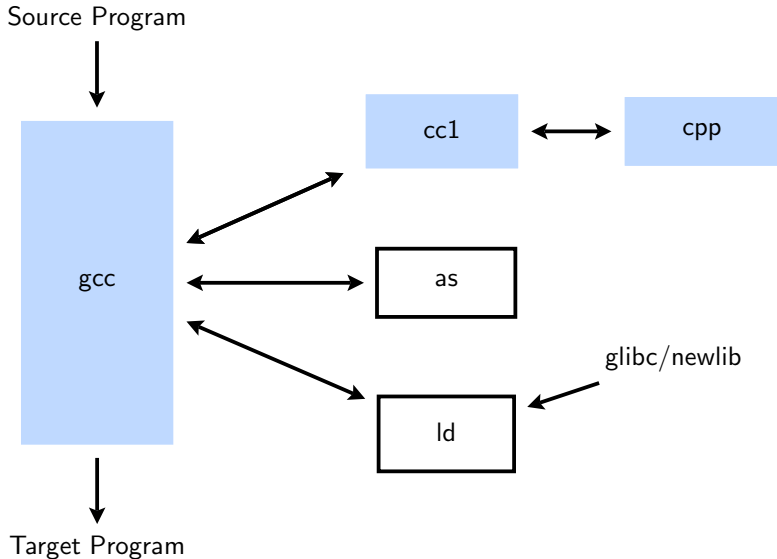 Source Program
cc1
cpp
gcc
as
glibc/newlib
ld
Target Program